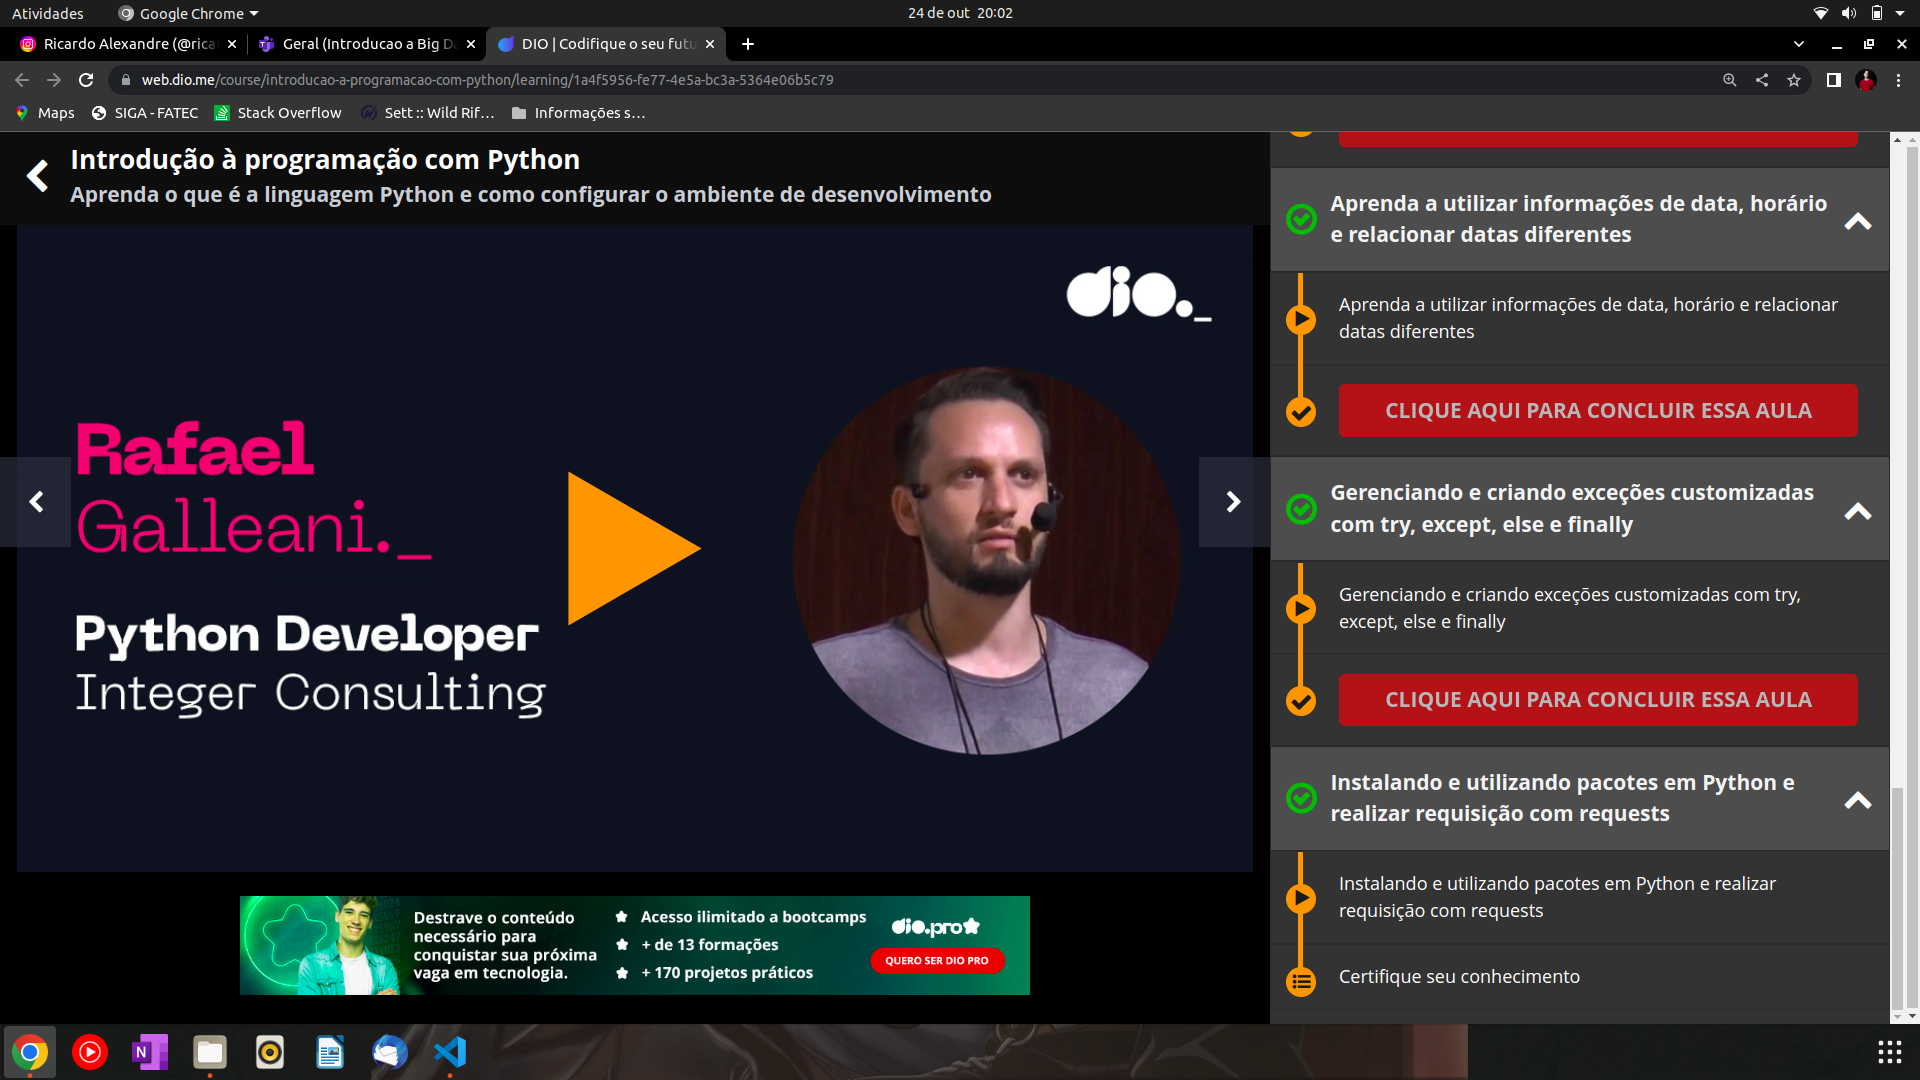 Atividades
Google Chrome
24 de out  20:02
Ricardo Alexandre (@rica
Geral (Introducao a Big Da
DIO | Codifique o seu futu
web.dio.me/course/introducao-a-programacao-com-python/learning/1a4f5956-fe77-4e5a-bc3a-5364e06b5c79
Maps
SIGA - FATEC
Stack Overflow
Sett :: Wild Rif...
Informações s...
Introdução à programação com Python
Aprenda o que é a linguagem Python e como configurar o ambiente de desenvolvimento
dio._
Rafael
Galleani._
Python Developer
Integer Consulting
Destrave o conteúdo
necessário para
conquistar sua próxima
vaga em tecnologia.
Acesso ilimitado a bootcamps
+ de 13 formações
+ 170 projetos práticos
dio.pro
QUERO SER DIO PRO
Aprenda a utilizar informações de data, horário
e relacionar datas diferentes
Aprenda a utilizar informações de data, horário e relacionar
datas diferentes
CLIQUE AQUI PARA CONCLUIR ESSA AULA
Gerenciando e criando exceções customizadas
com try, except, else e finally
Gerenciando e criando exceções customizadas com try,
except, else e finally
CLIQUE AQUI PARA CONCLUIR ESSA AULA
Instalando e utilizando pacotes em Python e
realizar requisição com requests
Instalando e utilizando pacotes em Python e realizar
requisição com requests
Certifique seu conhecimento
N